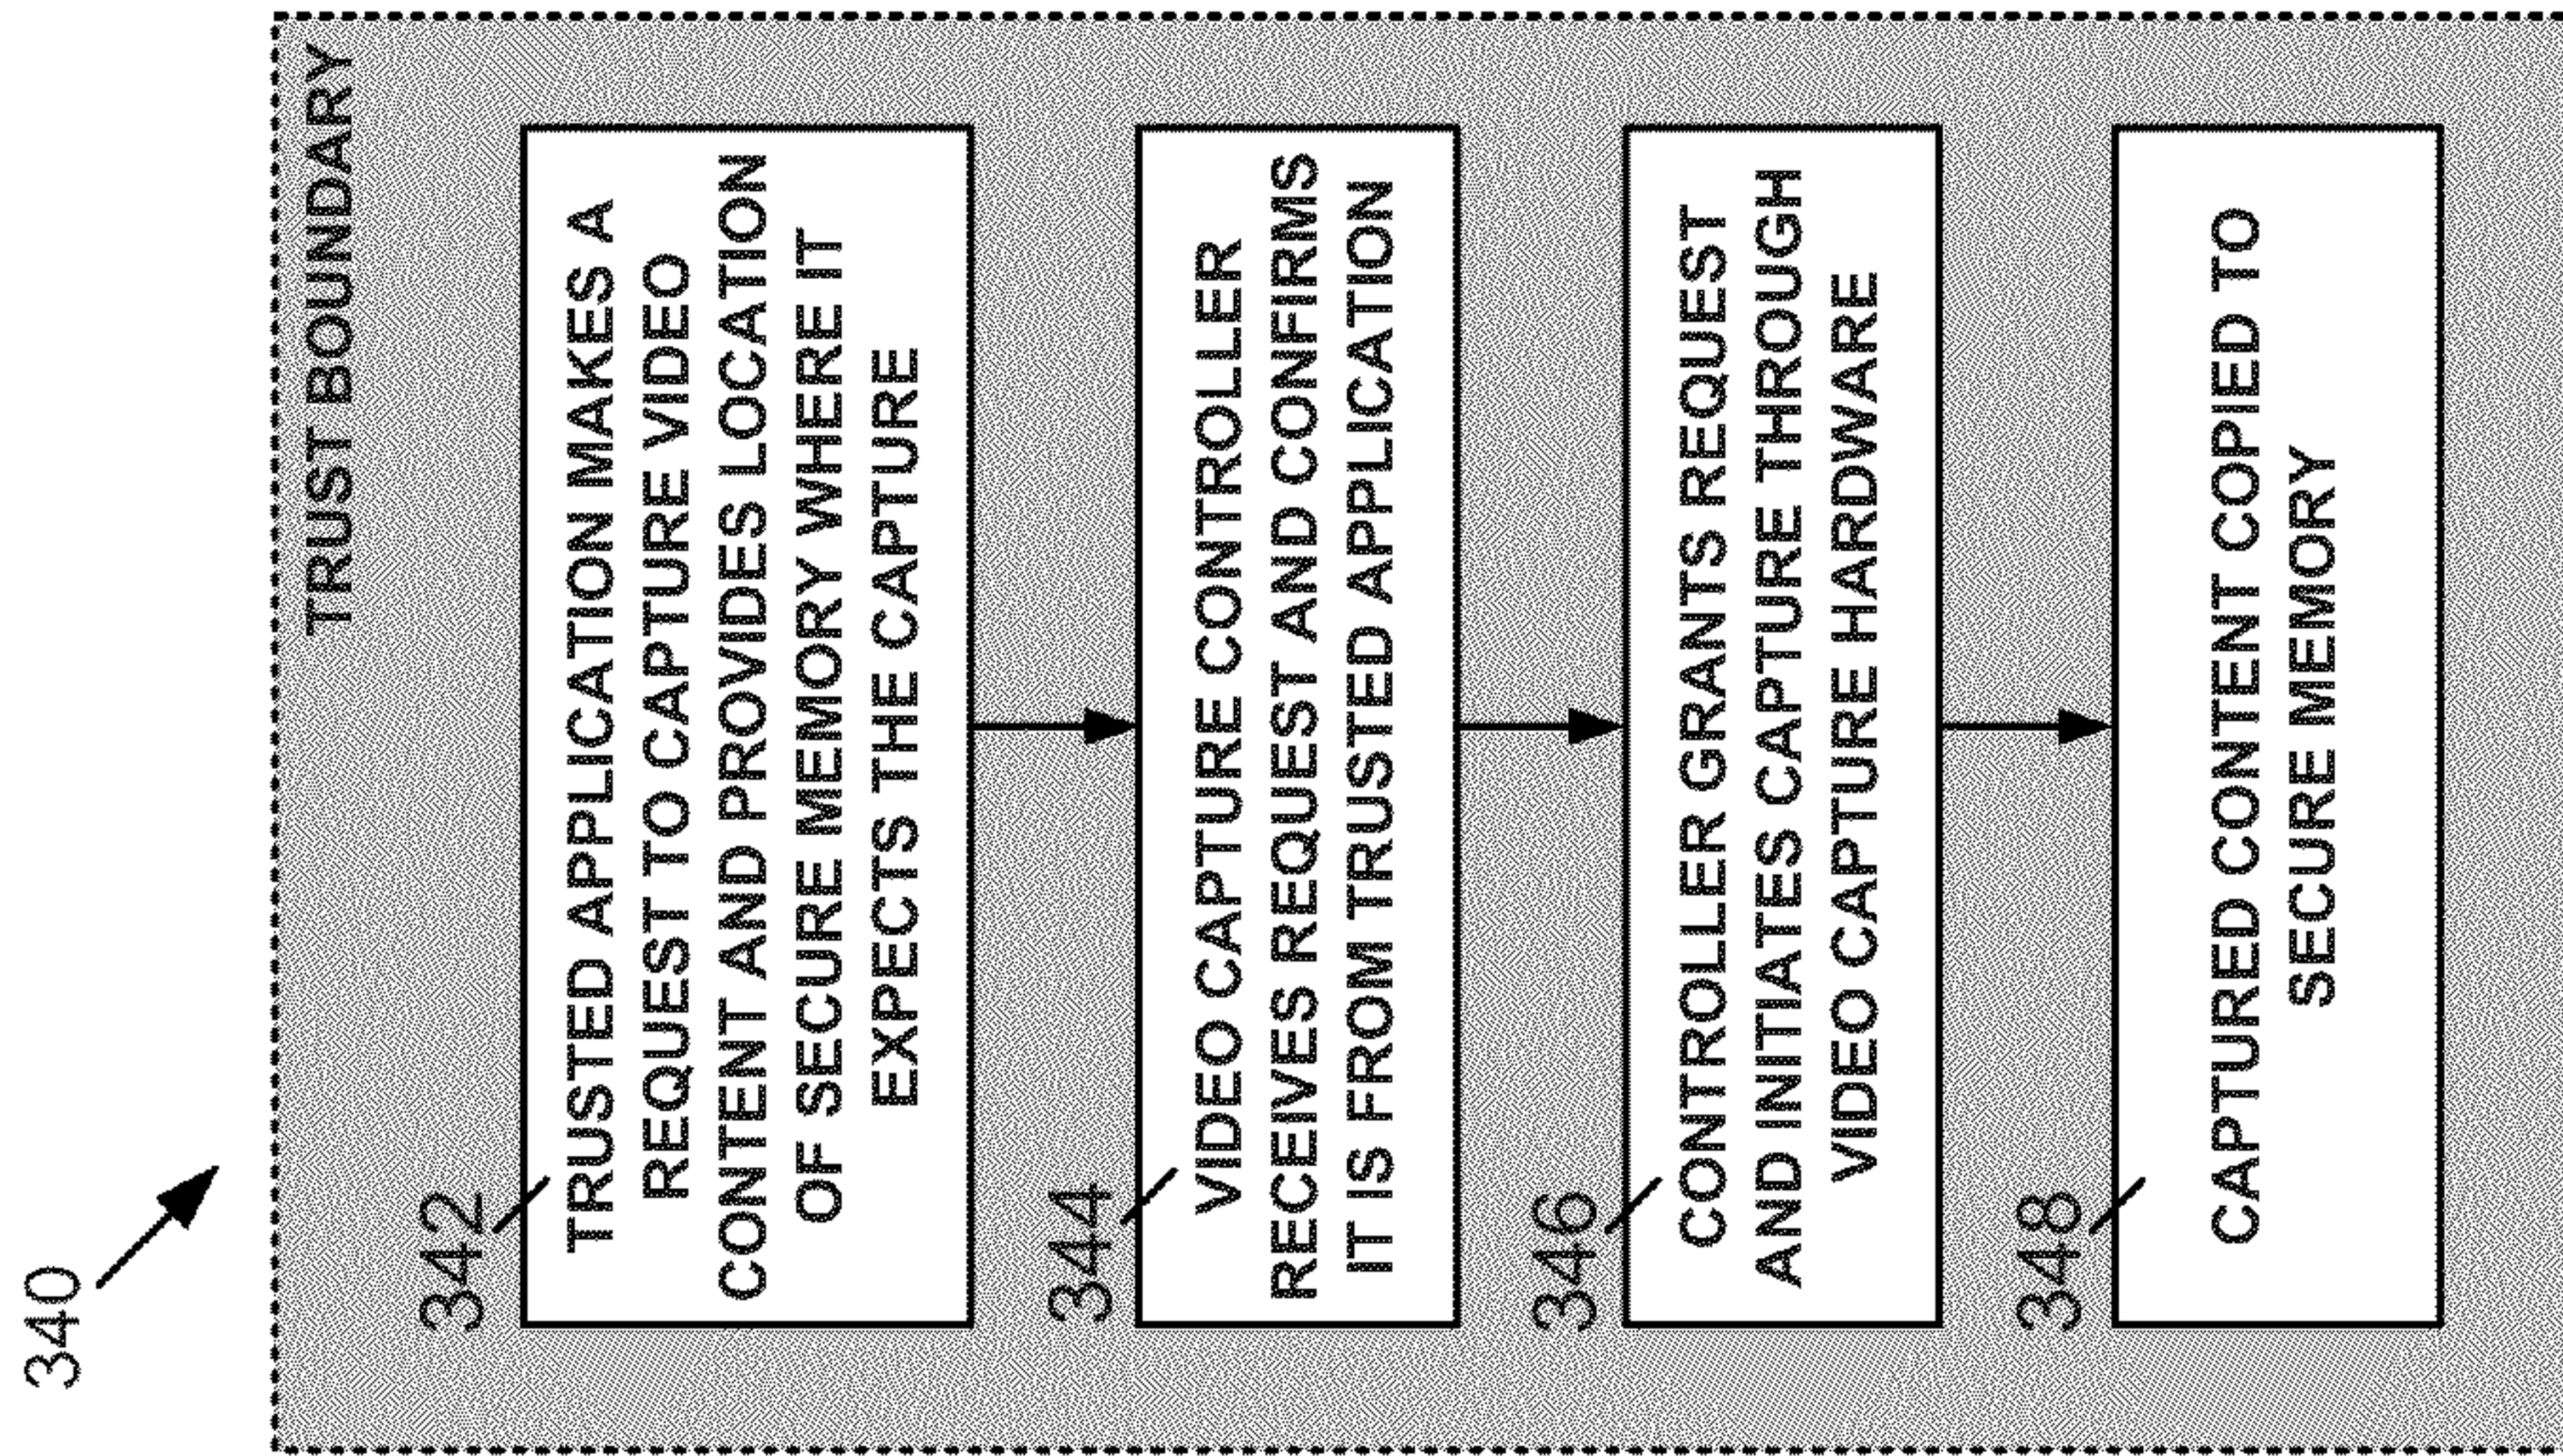 340
TRUST BOUNDARY
342
TRUSTED APPLICATION MAKES A
REQUEST TO CAPTURE VIDEO
CONTENT AND PROVIDES LOCATION
OF SECURE MEMORY WHERE IT
EXPECTS THE CAPTURE
344
VIDEO CAPTURE CONTROLLER
RECEIVES REQUEST AND CONFIRMS
IT IS FROM TRUSTED APPLICATION
346
CONTROLLER GRANTS REQUEST
AND INITIATES CAPTURE THROUGH
VIDEO CAPTURE HARDWARE
348
CAPTURED CONTENT COPIED TO
SECURE MEMORY